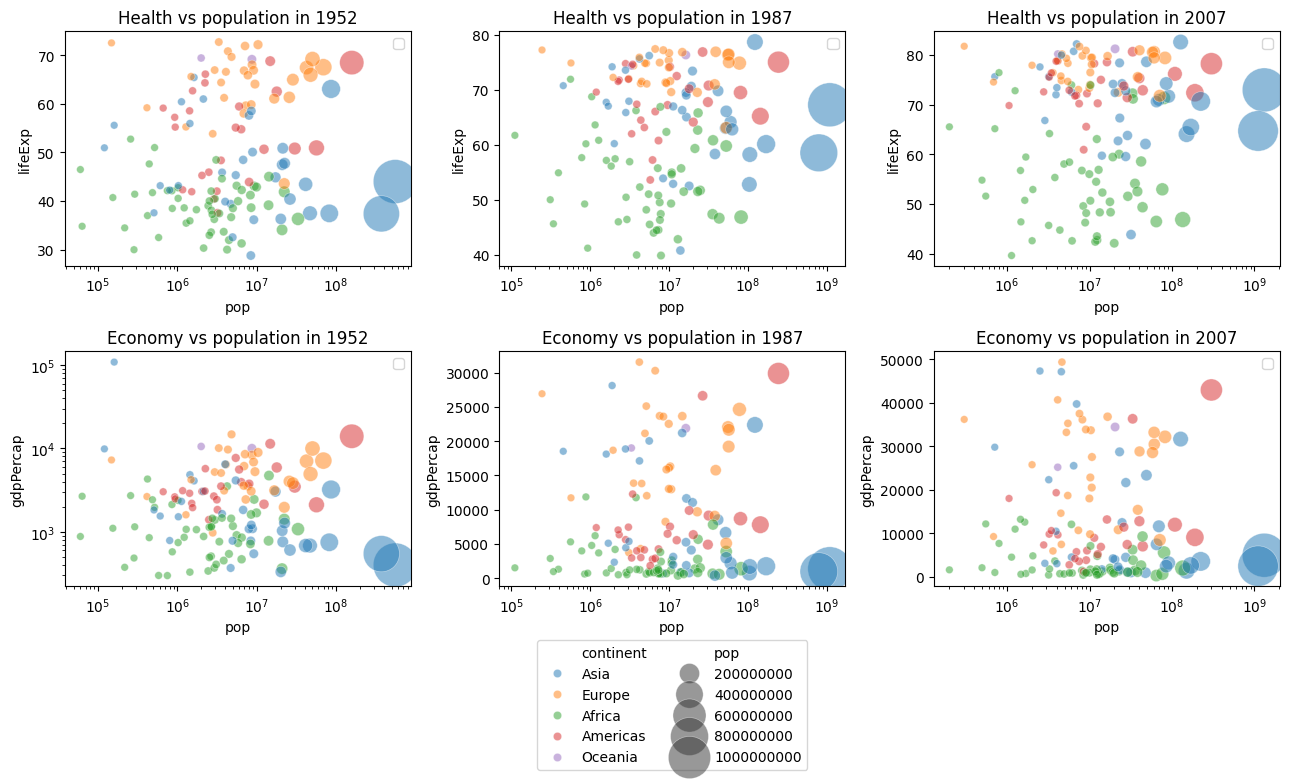 Health vs population in 1952
70
60
50
40
30
lifeExp
10⁵
10⁶
10⁷
10⁸
pop
Health vs population in 1987
80
70
60
50
40
lifeExp
10⁵
10⁶
10⁷
10⁸
10⁹
pop
Health vs population in 2007
80
70
60
50
40
lifeExp
10⁶
10⁷
10⁸
10⁹
pop
Economy vs population in 1952
10⁵
10⁴
10³
gdpPercap
10⁵
10⁶
10⁷
10⁸
pop
Economy vs population in 1987
30000
25000
20000
15000
10000
5000
0
gdpPercap
10⁵
10⁶
10⁷
10⁸
10⁹
pop
Economy vs population in 2007
50000
40000
30000
20000
10000
0
gdpPercap
10⁶
10⁷
10⁸
10⁹
pop
continent
Asia
Europe
Africa
Americas
Oceania
pop
200000000
400000000
600000000
800000000
1000000000